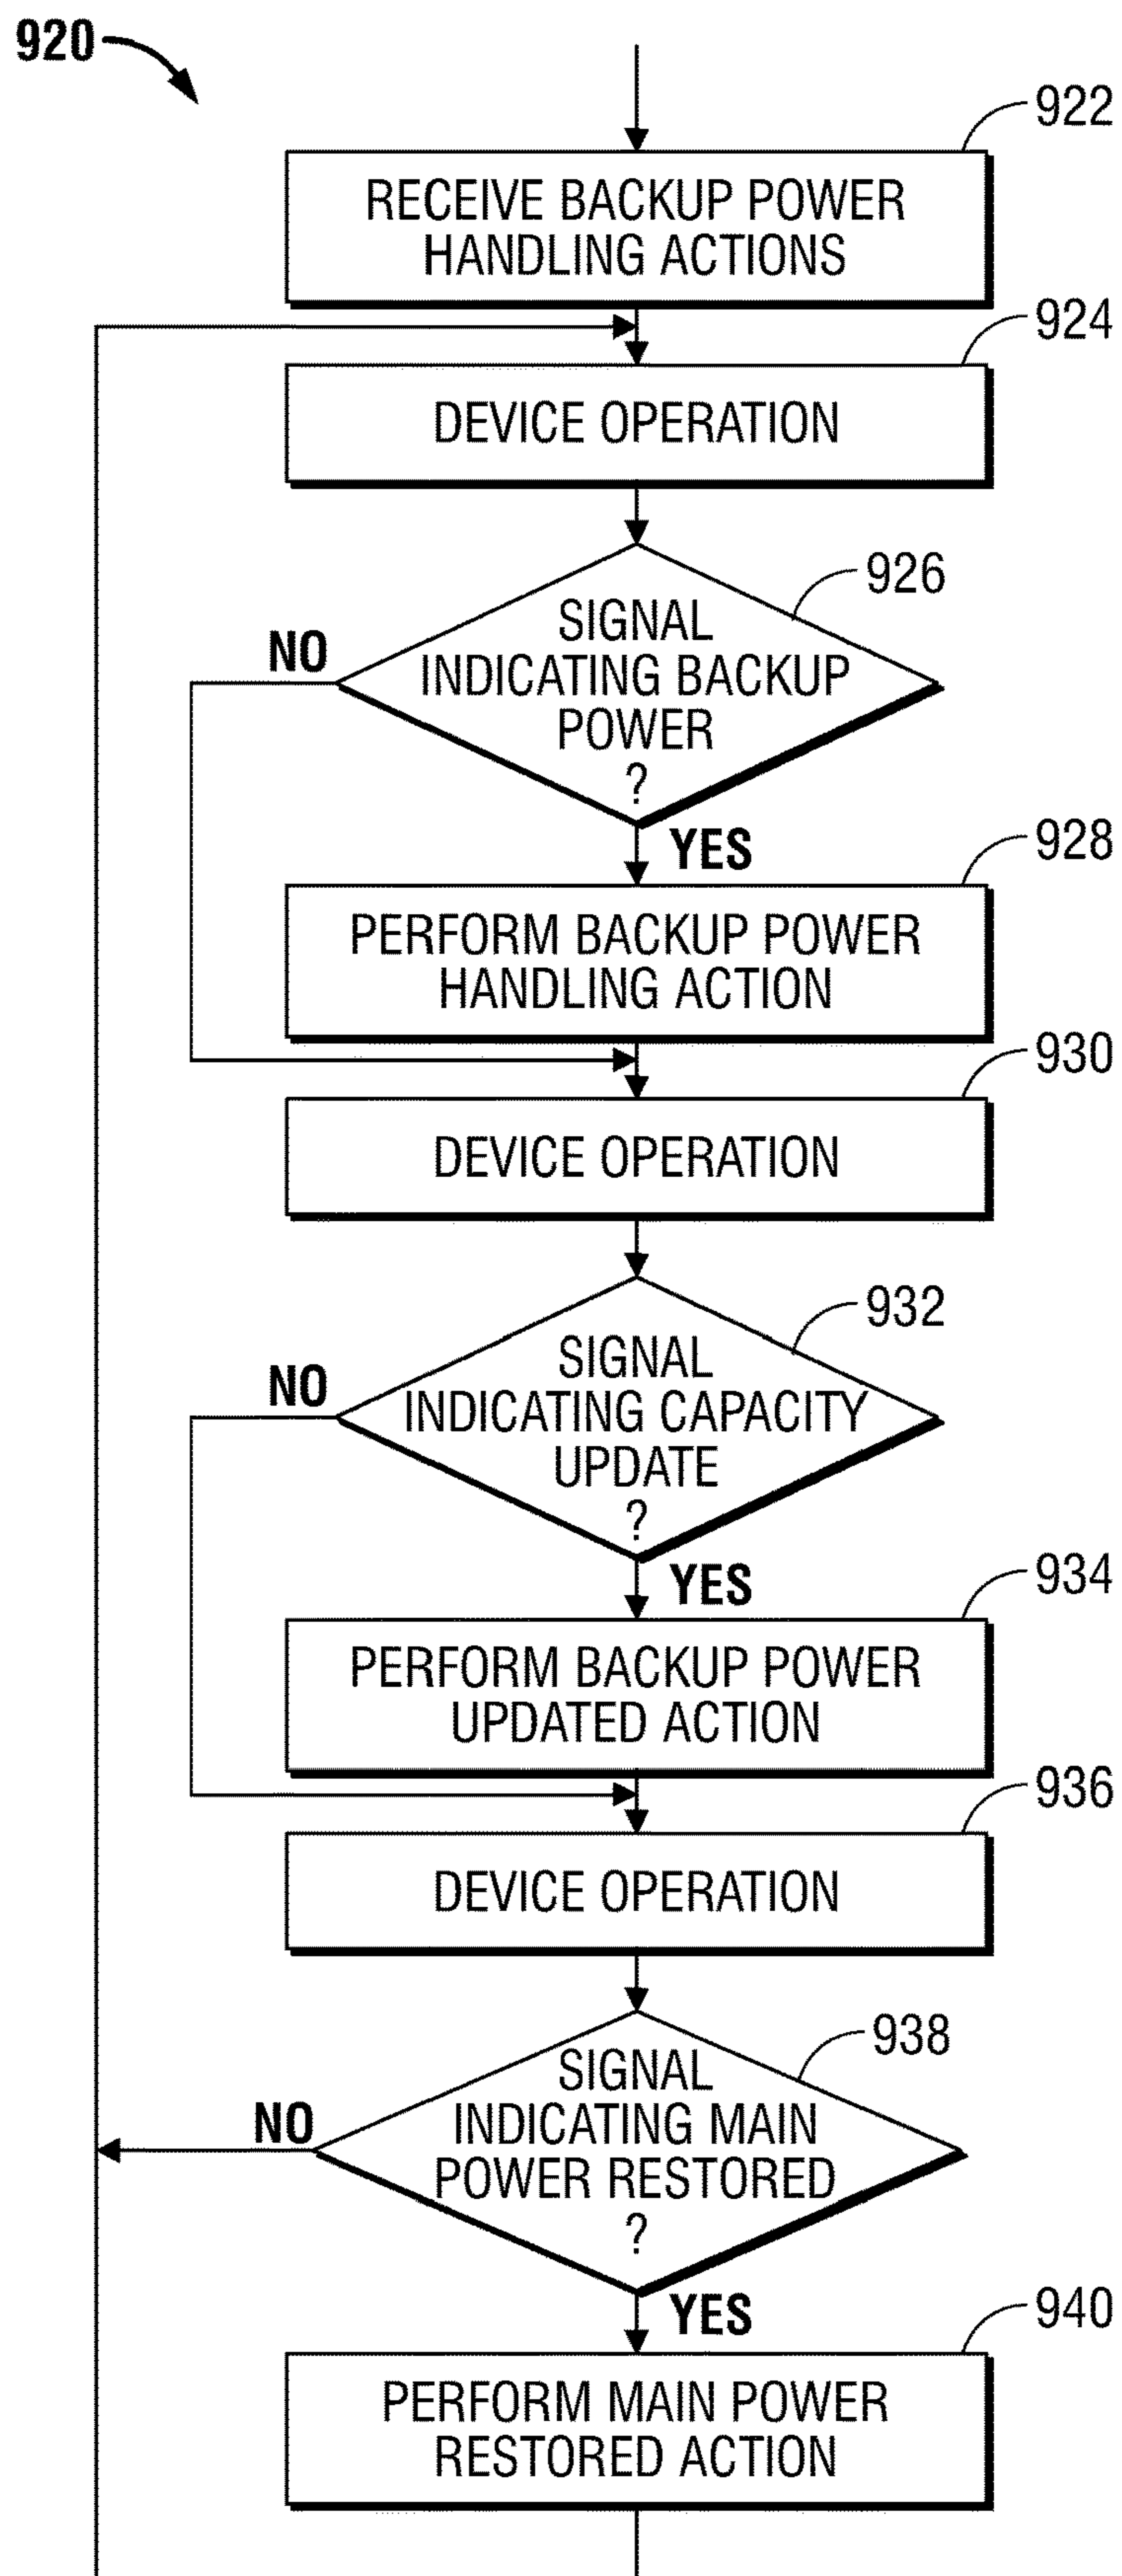 920
922
RECEIVE BACKUP POWER
HANDLING ACTIONS
924
DEVICE OPERATION
926
SIGNAL
INDICATING BACKUP
POWER
?
NO
YES
928
PERFORM BACKUP POWER
HANDLING ACTION
930
DEVICE OPERATION
932
SIGNAL
INDICATING CAPACITY
UPDATE
?
NO
YES
934
PERFORM BACKUP POWER
UPDATED ACTION
936
DEVICE OPERATION
938
SIGNAL
INDICATING MAIN
POWER RESTORED
?
NO
YES
940
PERFORM MAIN POWER
RESTORED ACTION